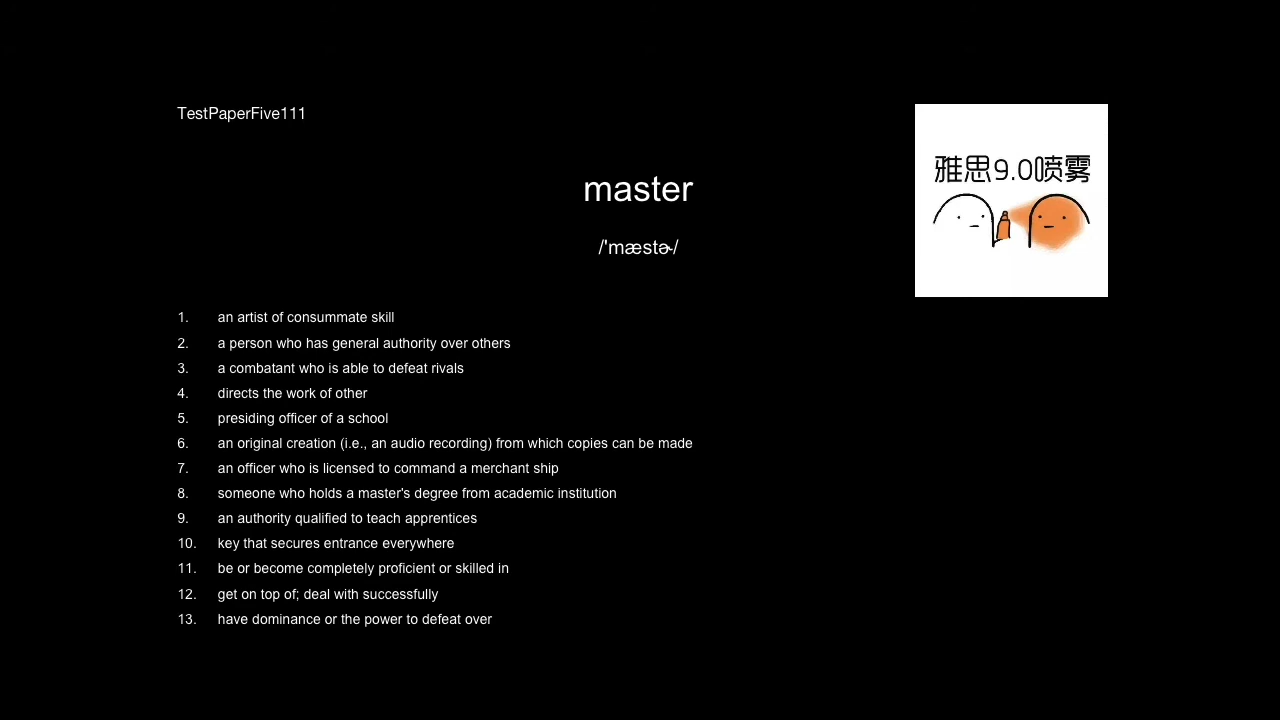 TestPaperFive111
雅思9.0喷雾
master
/'mæstɚ/
1. an artist of consummate skill
2. a person who has general authority over others
3. a combatant who is able to defeat rivals
4. directs the work of other
5. presiding officer of a school
6. an original creation (i.e., an audio recording) from which copies can be made
7. an officer who is licensed to command a merchant ship
8. someone who holds a master's degree from academic institution
9. an authority qualified to teach apprentices
10. key that secures entrance everywhere
11. be or become completely proficient or skilled in
12. get on top of; deal with successfully
13. have dominance or the power to defeat over